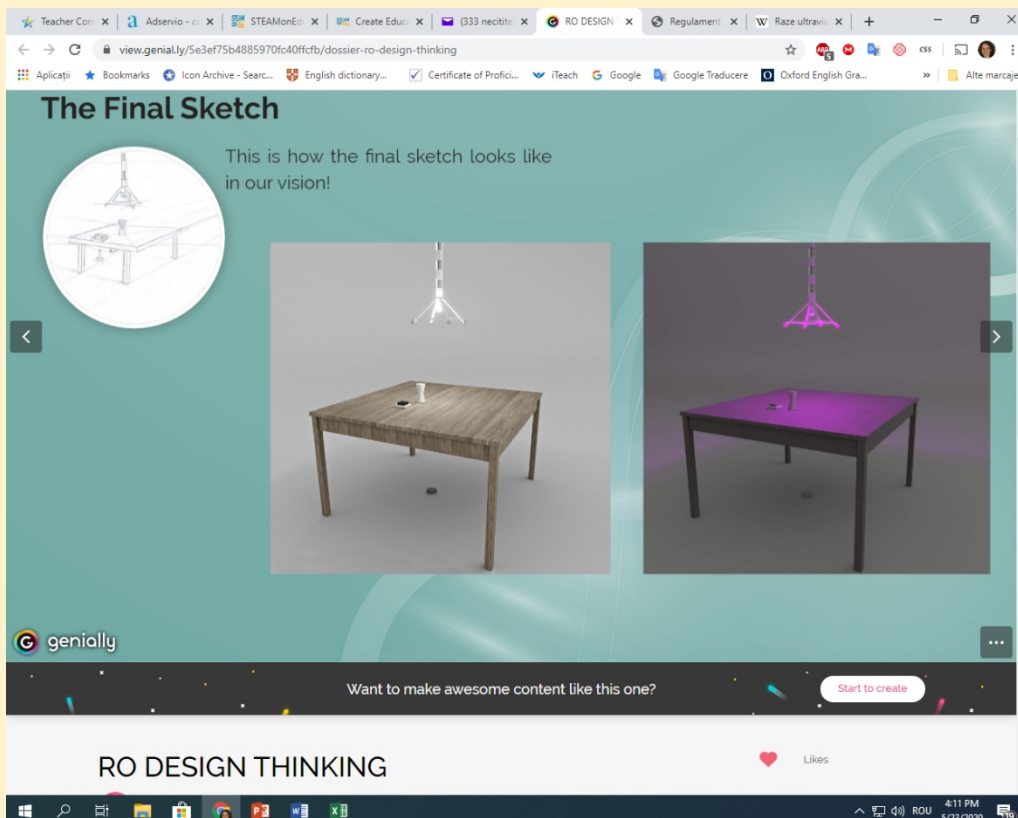 Teacher Com
Adservio - ca
STEAMonEd
Create Educa
(333 necitite
RO DESIGN T
Regulament
Raze ultravio
view.genial.ly/5e3ef75b4885970fc40ffcfb/dossier-ro-design-thinking
Aplicații
Bookmarks
Icon Archive - Searc...
English dictionary...
Certificate of Profici...
iTeach
Google
Google Traducere
Oxford English Gra...
Alte marcaje
The Final Sketch
This is how the final sketch looks like
in our vision!
genially
Want to make awesome content like this one?
Start to create
RO DESIGN THINKING
Likes
ROU
4:11 PM
5/23/2020